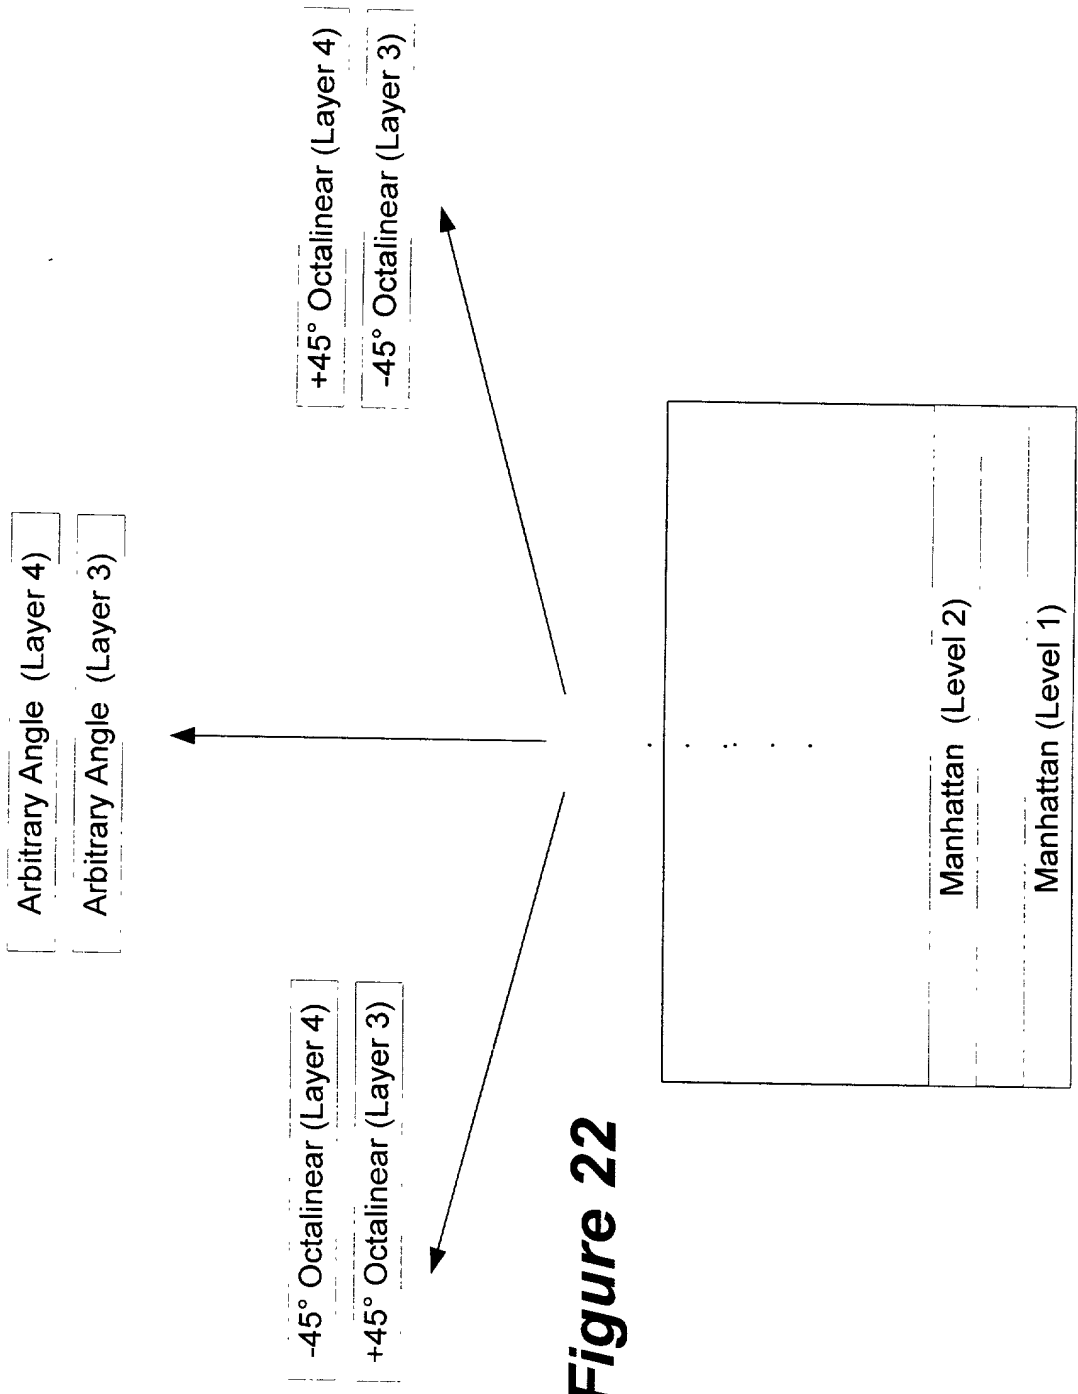 Arbitrary Angle (Layer 4)
Arbitrary Angle (Layer 3)
-45° Octalinear (Layer 4)
+45° Octalinear (Layer 3)
+45° Octalinear (Layer 4)
-45° Octalinear (Layer 3)
Manhattan (Level 2)
Manhattan (Level 1)
Figure 22